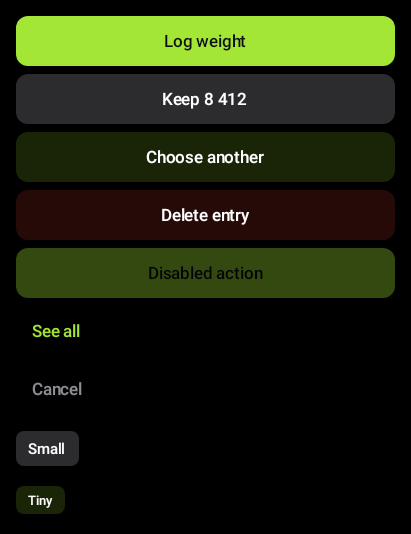 Log weight
Keep 8 412
Choose another
Delete entry
Disabled action
See all
Cancel
Small
Tiny